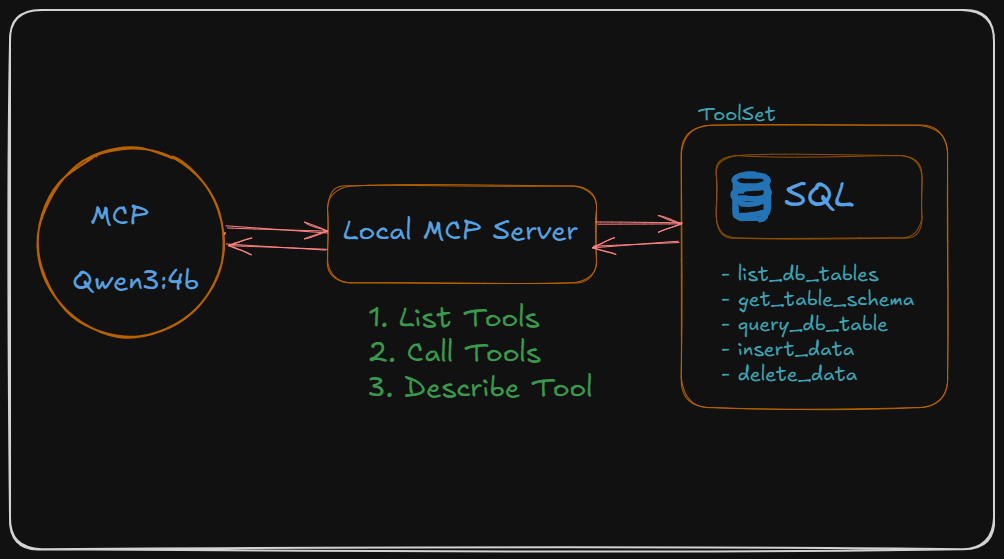 ToolSet
MCP
Qwen3:4b
Local MCP Server
1. List Tools
2. Call Tools
3. Describe Tool
SQL
- list_db_tables
- get_table_schema
- query_db_table
- insert_data
- delete_data